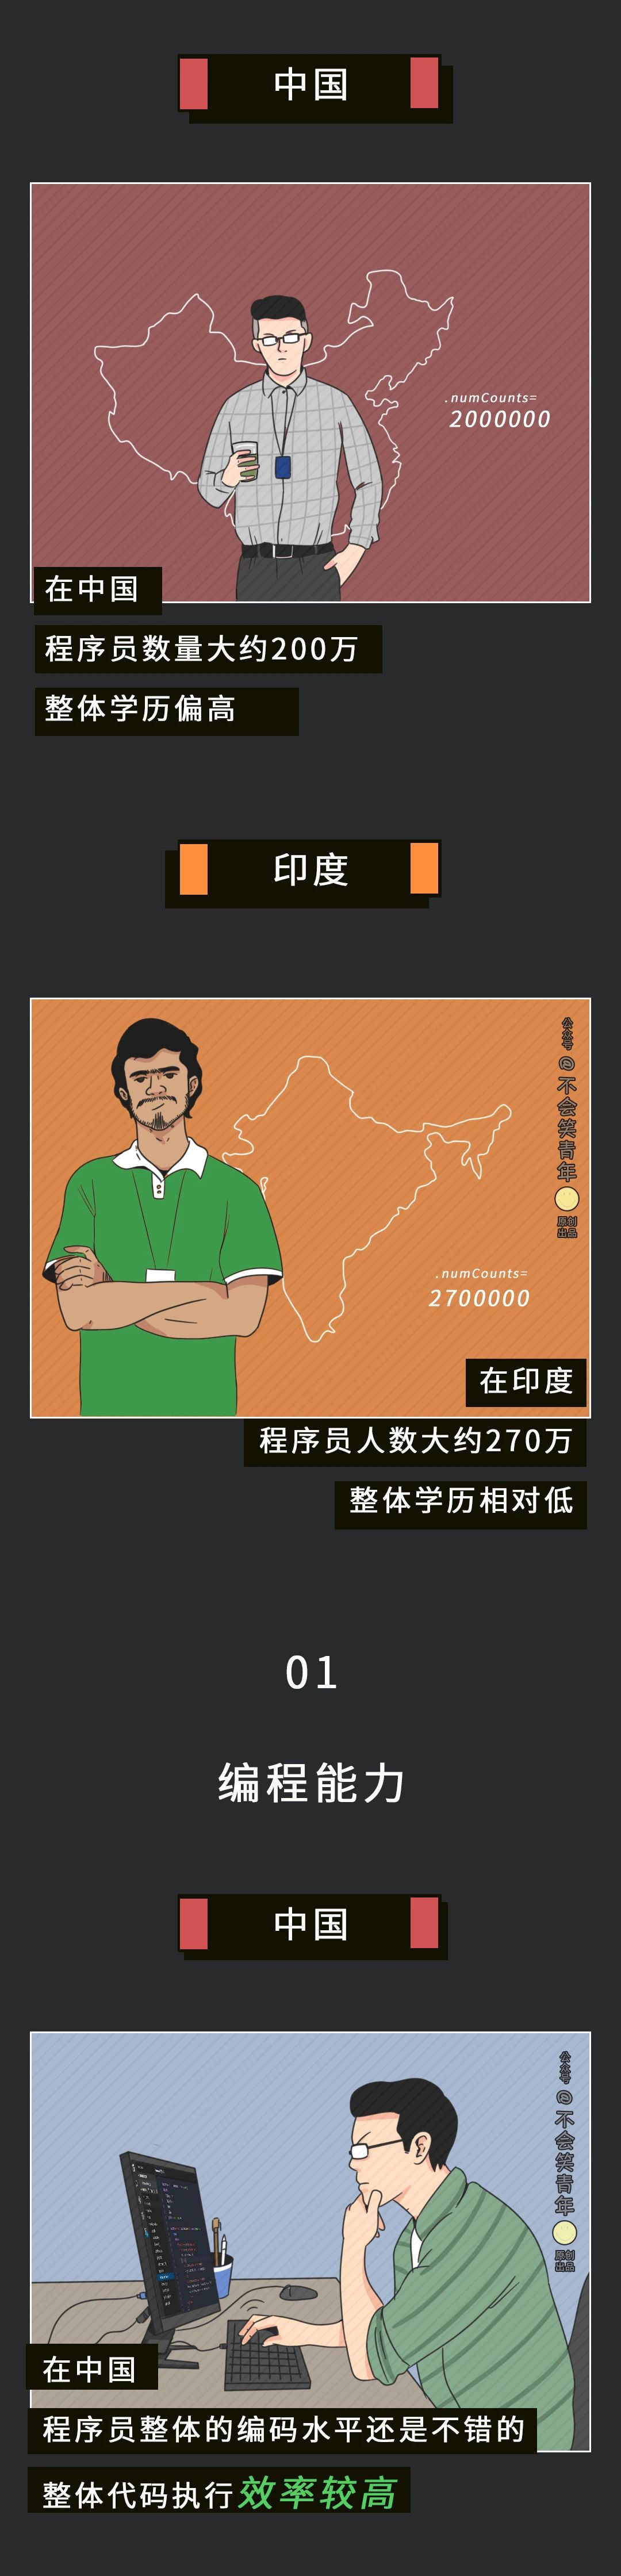 中国
.numCounts=
2000000
在中国
程序员数量大约200万
整体学历偏高
印度
公众号@不会笑青年
原创
出品
.numCounts=
2700000
在印度
程序员人数大约270万
整体学历相对低
01
编程能力
中国
公众号@不会笑青年
原创
出品
在中国
程序员整体的编码水平还是不错的
整体代码执行效率较高